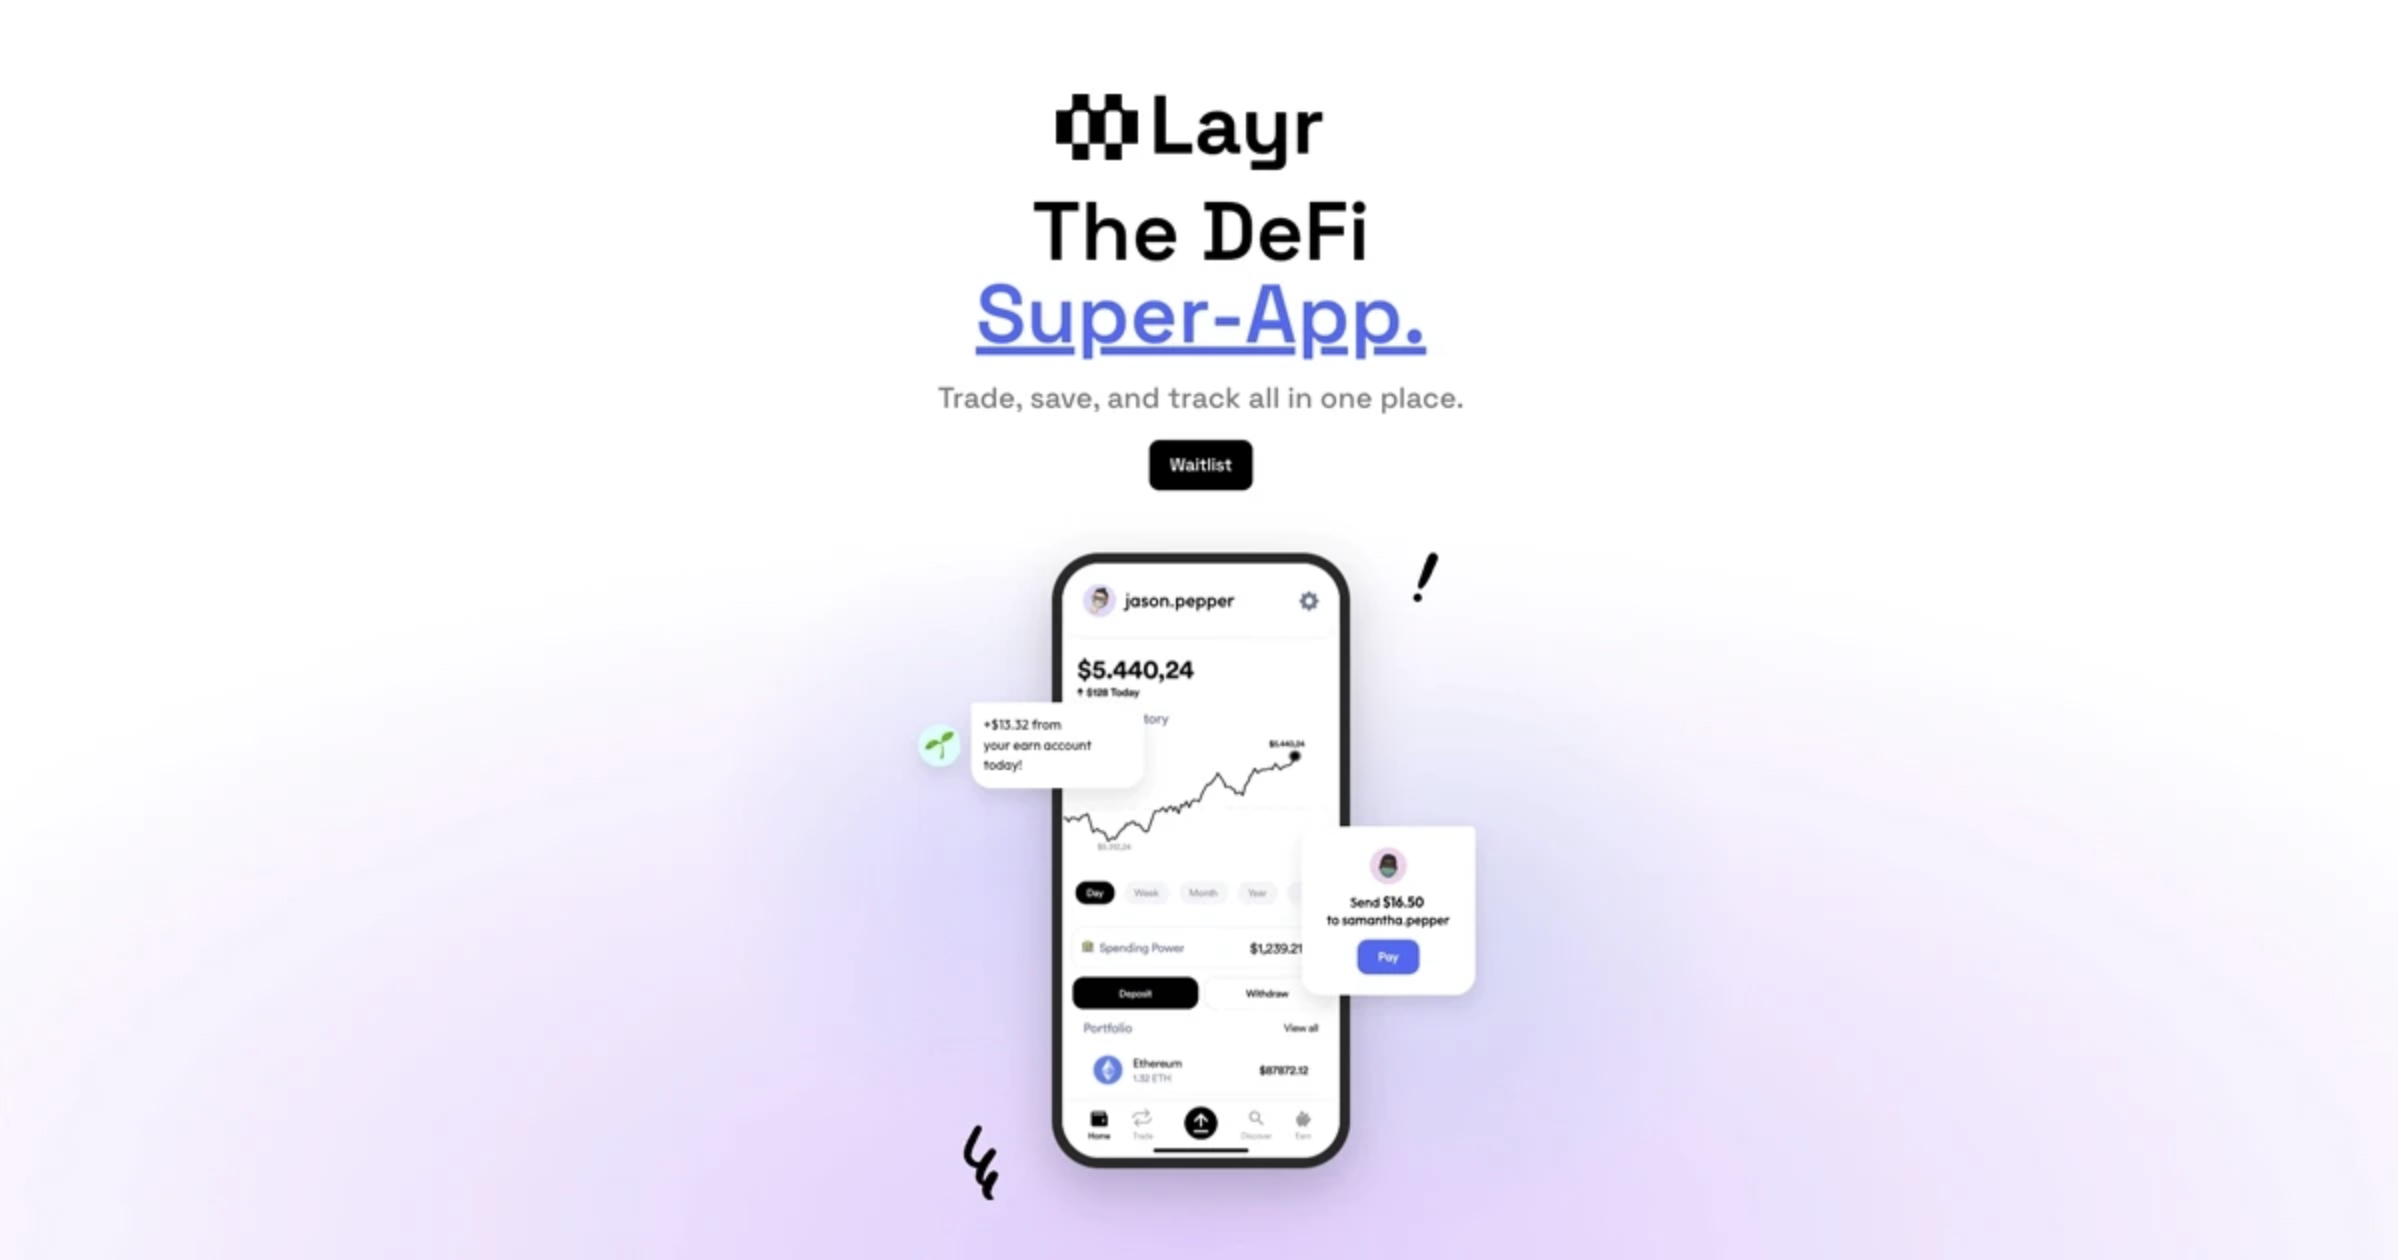 Layr
The DeFi
Super-App.
Trade, save, and track all in one place.
Waitlist
jason.pepper
$5.440,24
$128 Today
tory
+$13.32 from
your earn account
today!
$5.440,24
Day Week Month Year
Spending Power $1,239.21
Deposit Withdraw
Send $16.50
to samantha.pepper
Pay
Portfolio View all
Ethereum $87872.12
1.32 ETH
Home Trade Discover Earn